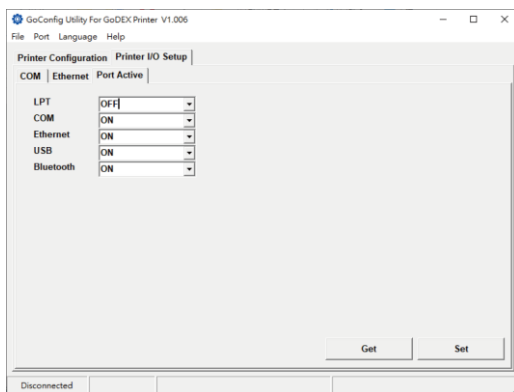 GoConfig Utility For GoDEX Printer V1.006
File Port Language Help
Printer Configuration Printer I/O Setup
COM Ethernet Port Active
LPT OFF
COM ON
Ethernet ON
USB ON
Bluetooth ON
Get Set
Disconnected